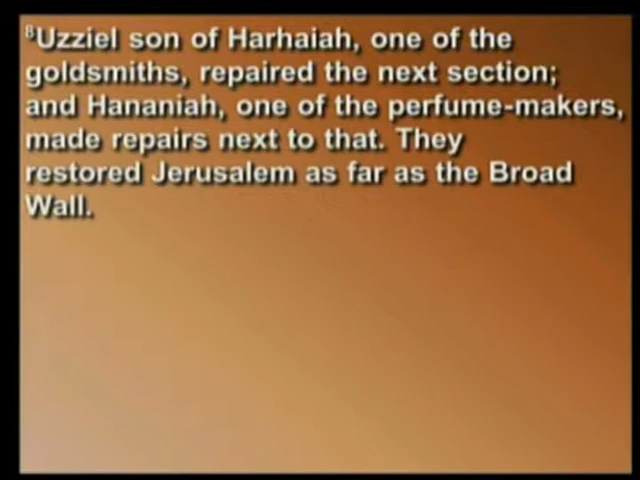 ⁸Uzziel son of Harhaiah, one of the
goldsmiths, repaired the next section;
and Hananiah, one of the perfume-makers,
made repairs next to that. They
restored Jerusalem as far as the Broad
Wall.